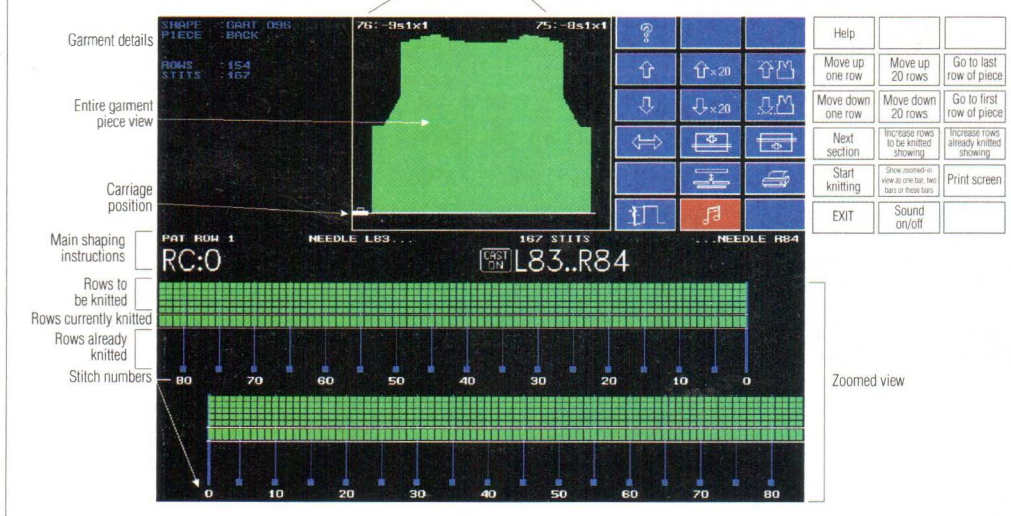 Garment details
Entire garment
piece view
Carriage
position
Main shaping
instructions
Rows to
be knitted
Rows currently knitted
Rows already
knitted
Stitch numbers
SHAPE :GART 096
PIECE :BACK
ROWS :154
STITS :167
76:-9s1x1
75:-8s1x1
?
×20
×20
PAT ROW 1
NEEDLE L83...
167 STITS
...NEEDLE R84
RC:0
CAST
ON
L83..R84
80 70 60 50 40 30 20 10 0
0 10 20 30 40 50 60 70 80
Help
Move up
one row
Move up
20 rows
Go to last
row of piece
Move down
one row
Move down
20 rows
Go to first
row of piece
Next
section
Increase rows
to be knitted
showing
Increase rows
already knitted
showing
Start
knitting
Show zoomed-in
view as one bar, two
bars or these bars
Print screen
EXIT
Sound
on/off
Zoomed view